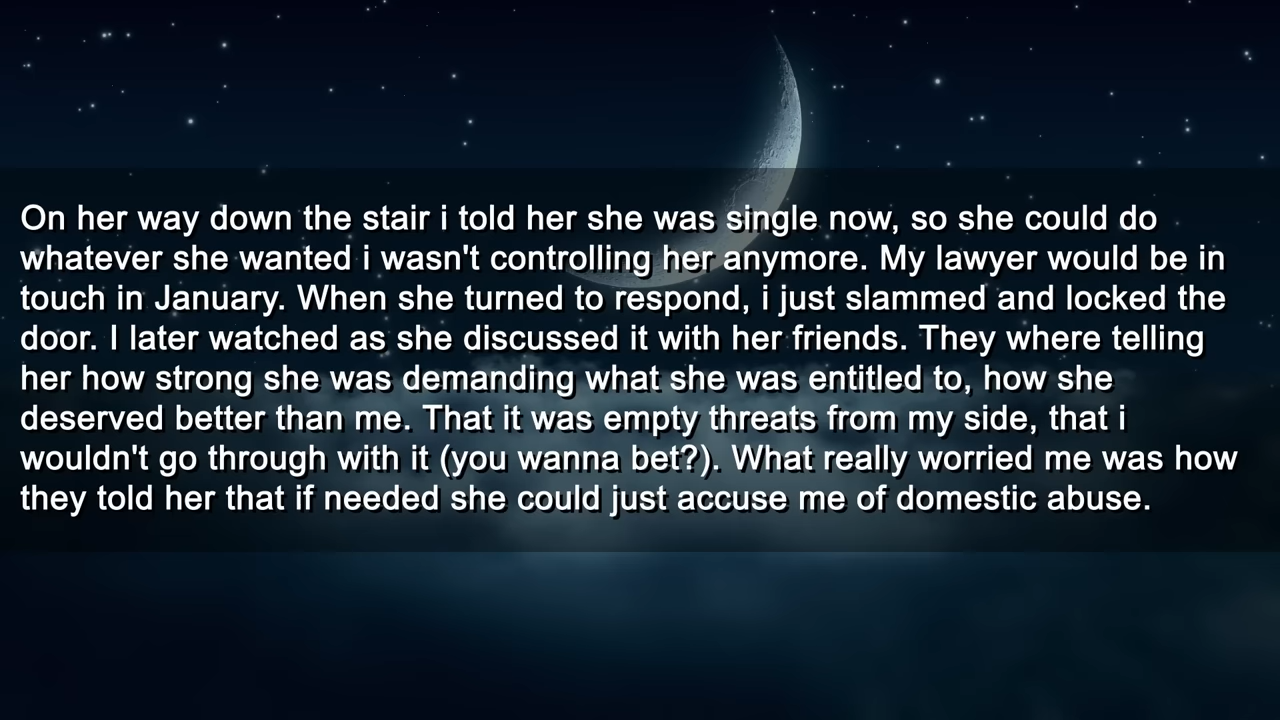 On her way down the stair i told her she was single now, so she could do
whatever she wanted i wasn't controlling her anymore. My lawyer would be in
touch in January. When she turned to respond, i just slammed and locked the
door. I later watched as she discussed it with her friends. They where telling
her how strong she was demanding what she was entitled to, how she
deserved better than me. That it was empty threats from my side, that i
wouldn't go through with it (you wanna bet?). What really worried me was how
they told her that if needed she could just accuse me of domestic abuse.